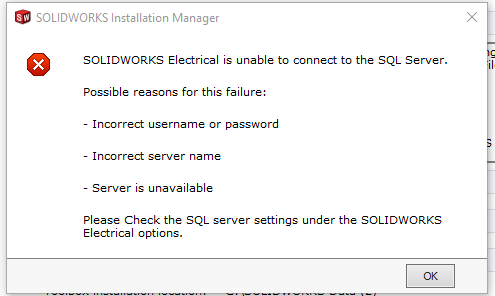 SOLIDWORKS Installation Manager
SOLIDWORKS Electrical is unable to connect to the SQL Server.
Possible reasons for this failure:
- Incorrect username or password
- Incorrect server name
- Server is unavailable
Please Check the SQL server settings under the SOLIDWORKS
Electrical options.
OK